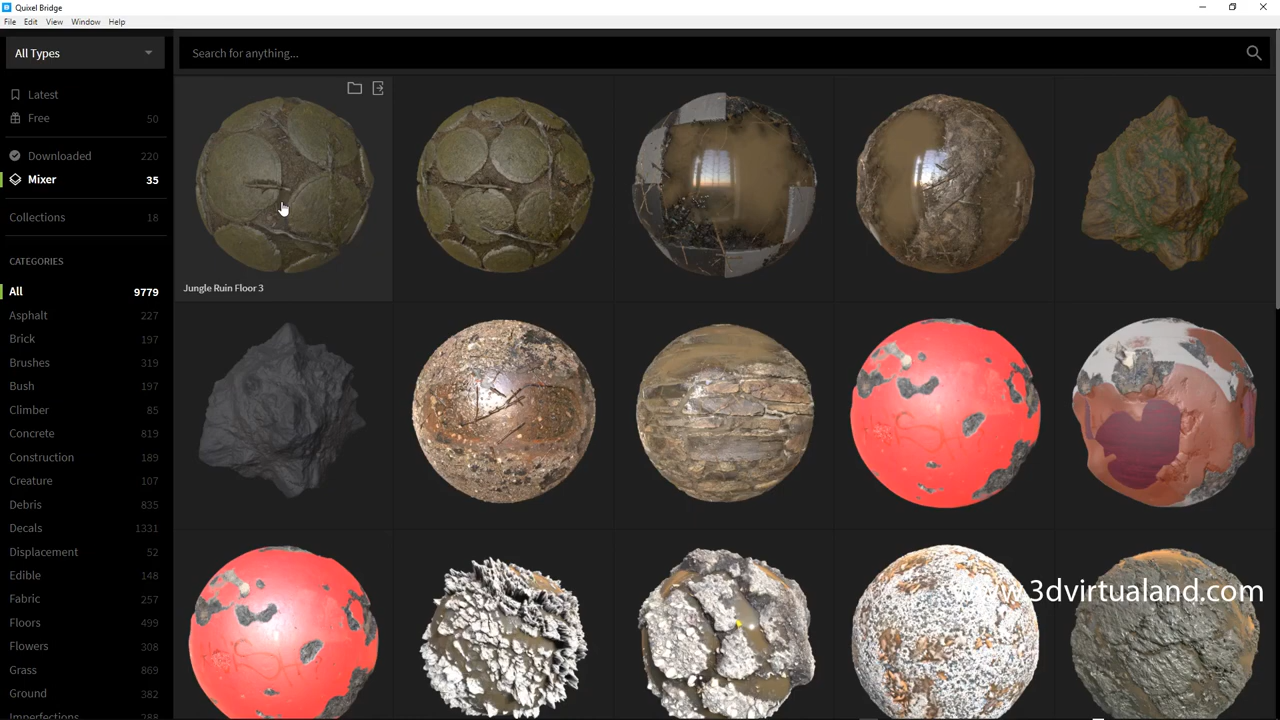 Quixel Bridge
File Edit View Window Help
All Types
Search for anything...
Latest
Free 50
Downloaded 220
Mixer 35
Collections 18
CATEGORIES
All 9779
Asphalt 227
Brick 197
Brushes 319
Bush 197
Climber 85
Concrete 819
Construction 189
Creature 107
Debris 835
Decals 1331
Displacement 52
Edible 148
Fabric 257
Floors 499
Flowers 308
Grass 869
Ground 382
Imperfections 288
Jungle Ruin Floor 3
www.3dvirtualand.com